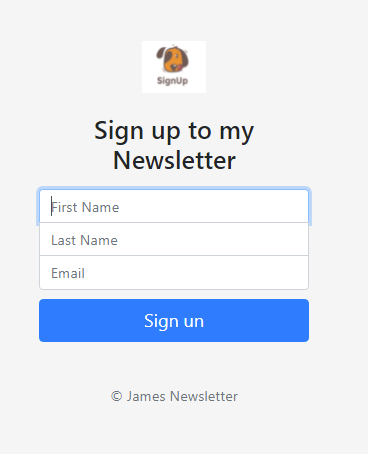 SignUp
Sign up to my
Newsletter
First Name
Last Name
Email
Sign un
© James Newsletter